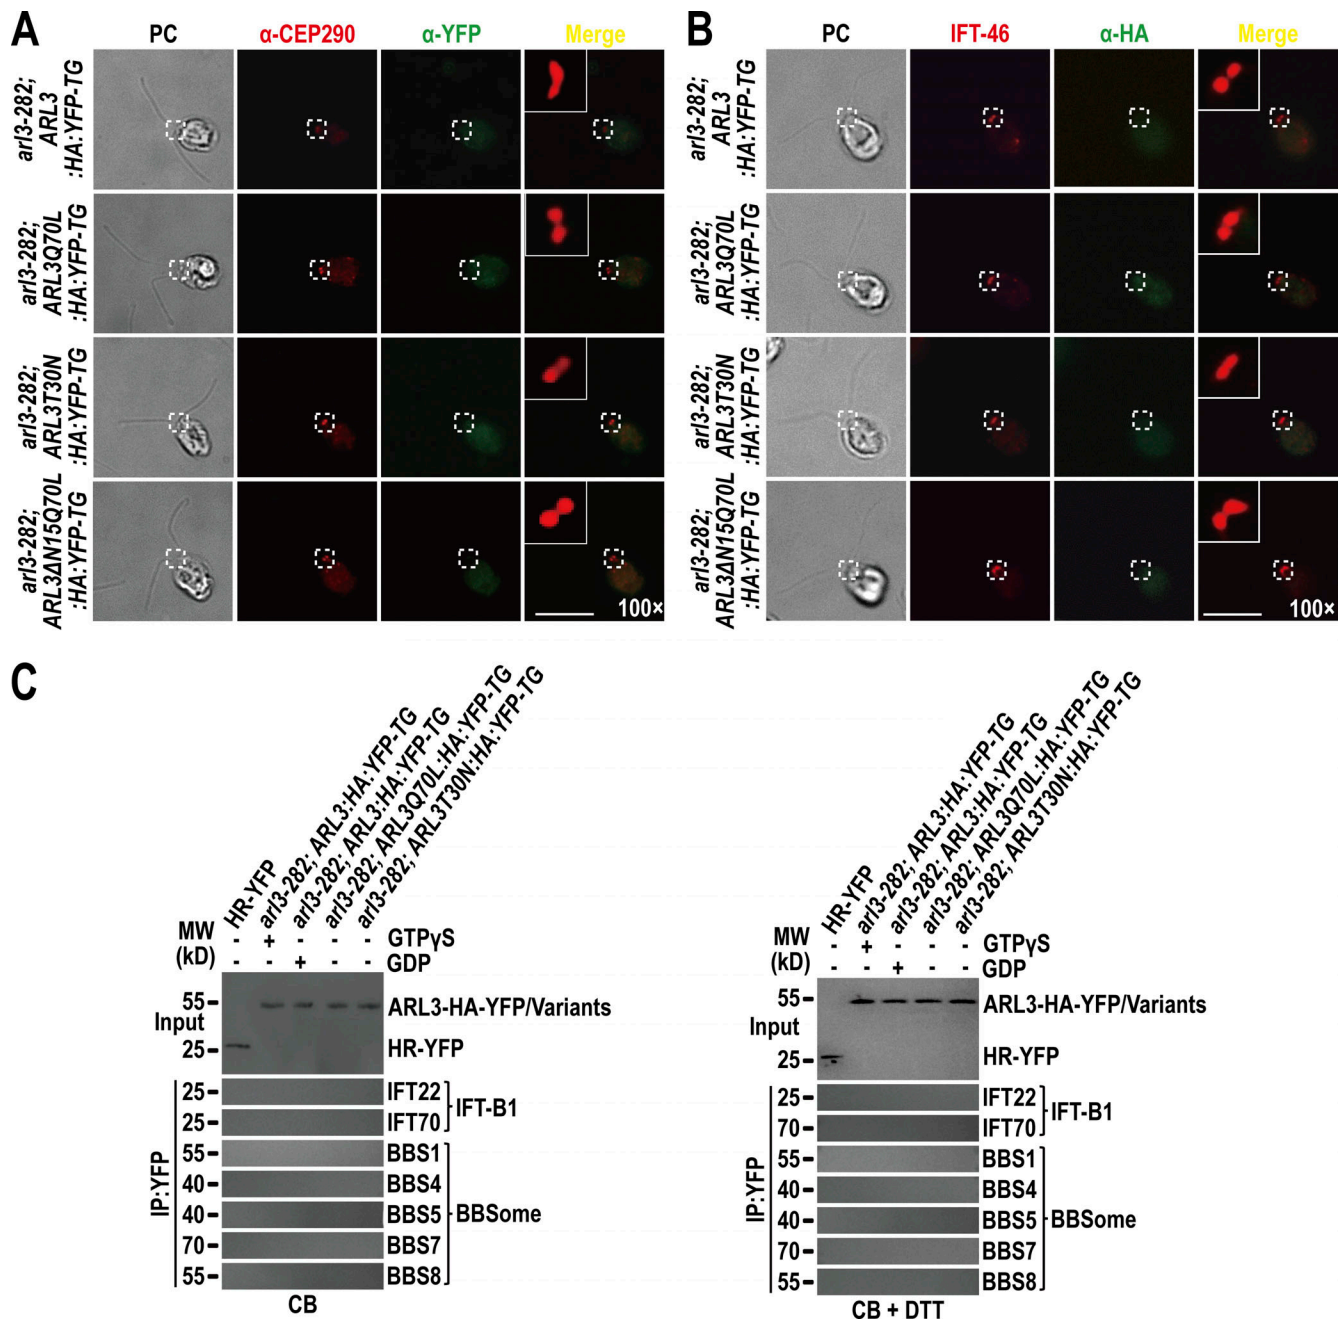 A
PC
α-CEP290
α-YFP
Merge
arl3-282;
ARL3
:HA:YFP-TG
arl3-282;
ARL3Q70L
:HA:YFP-TG
arl3-282;
ARL3T30N
:HA:YFP-TG
arl3-282;
ARL3ΔN15Q70L
:HA:YFP-TG
100×
B
PC
IFT-46
α-HA
Merge
arl3-282;
ARL3
:HA:YFP-TG
arl3-282;
ARL3Q70L
:HA:YFP-TG
arl3-282;
ARL3T30N
:HA:YFP-TG
arl3-282;
ARL3ΔN15Q70L
:HA:YFP-TG
100×
C
HR-YFP
arl3-282; ARL3:HA:YFP-TG
arl3-282; ARL3:HA:YFP-TG
arl3-282; ARL3Q70L:HA:YFP-TG
arl3-282; ARL3T30N:HA:YFP-TG
MW
(kD)
- + - - - GTPγS
- - + - - GDP
55
Input
25
ARL3-HA-YFP/Variants
HR-YFP
IP:YFP
25 IFT22
25 IFT70
IFT-B1
55 BBS1
40 BBS4
40 BBS5
70 BBS7
55 BBS8
BBSome
CB
HR-YFP
arl3-282; ARL3:HA:YFP-TG
arl3-282; ARL3:HA:YFP-TG
arl3-282; ARL3Q70L:HA:YFP-TG
arl3-282; ARL3T30N:HA:YFP-TG
MW
(kD)
- + - - - GTPγS
- - + - - GDP
55
Input
25
ARL3-HA-YFP/Variants
HR-YFP
IP:YFP
25 IFT22
70 IFT70
IFT-B1
55 BBS1
40 BBS4
40 BBS5
70 BBS7
55 BBS8
BBSome
CB + DTT